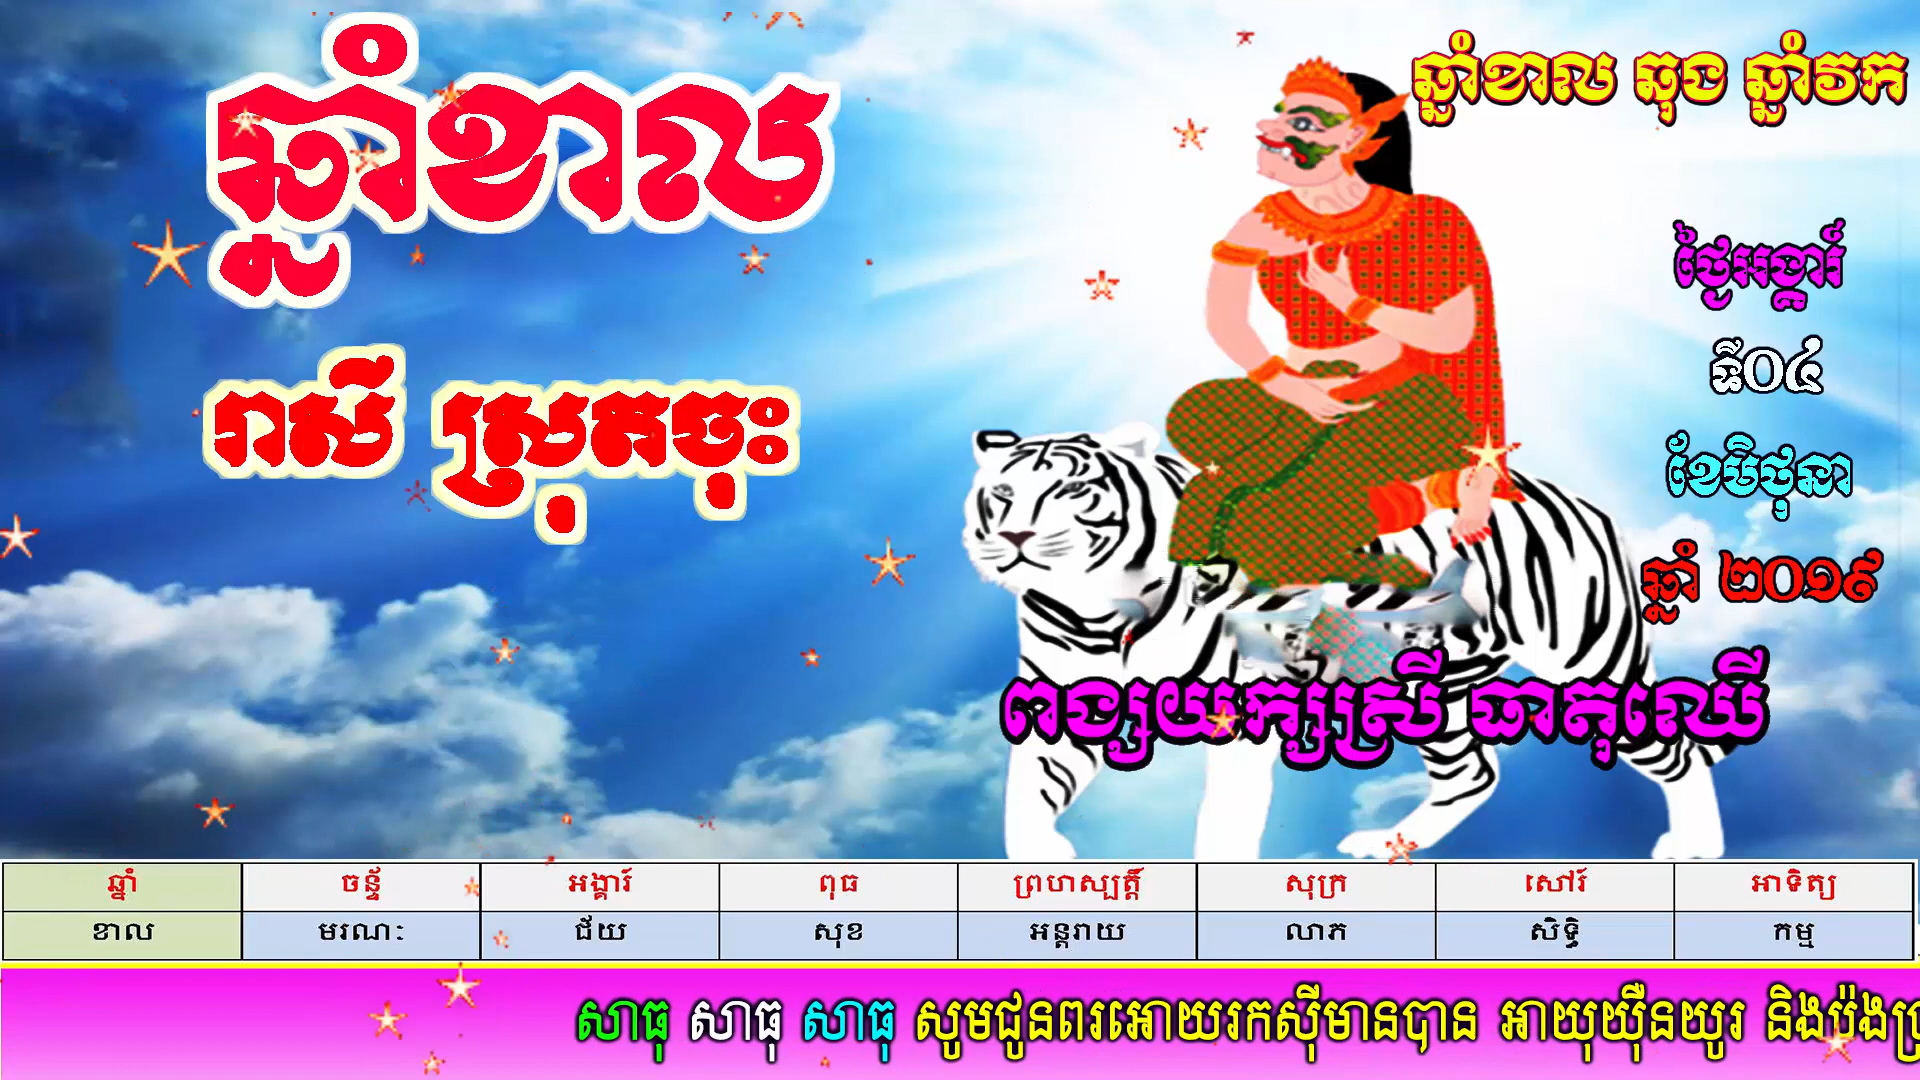 ឆ្នាំខាល
រាសី ស្រុតចុះ
ឆ្នាំខាល ឆុង ឆ្នាំវក
ថ្ងៃអង្គារ៍
ទី០៤
ខែមិថុនា
ឆ្នាំ ២០១៩
ពង្សយក្សស្រី ធាតុឈើ
ឆ្នាំ ចន្ទ័ អង្គារ៍ ពុធ ព្រហស្បត្តិ៍ សុក្រ សៅរ៍ អាទិត្យ
ខាល មរណៈ ជ័យ សុខ អន្តរាយ លាភ សិទ្ធិ កម្ម
សាធុ សាធុ សាធុ សូមជូនពរអោយរកស៊ីមានបាន អាយុយ៉ឺនយូរ និងប៉ងប្រ